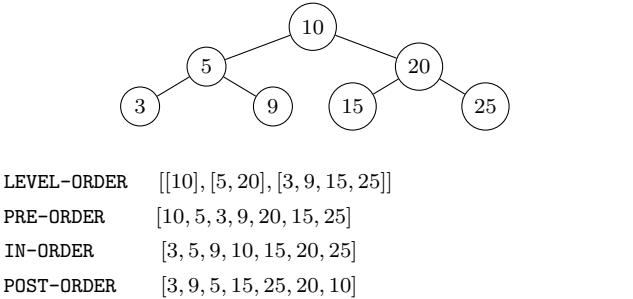 10
5 20
3 9 15 25
LEVEL-ORDER [[10], [5, 20], [3, 9, 15, 25]]
PRE-ORDER [10, 5, 3, 9, 20, 15, 25]
IN-ORDER [3, 5, 9, 10, 15, 20, 25]
POST-ORDER [3, 9, 5, 15, 25, 20, 10]